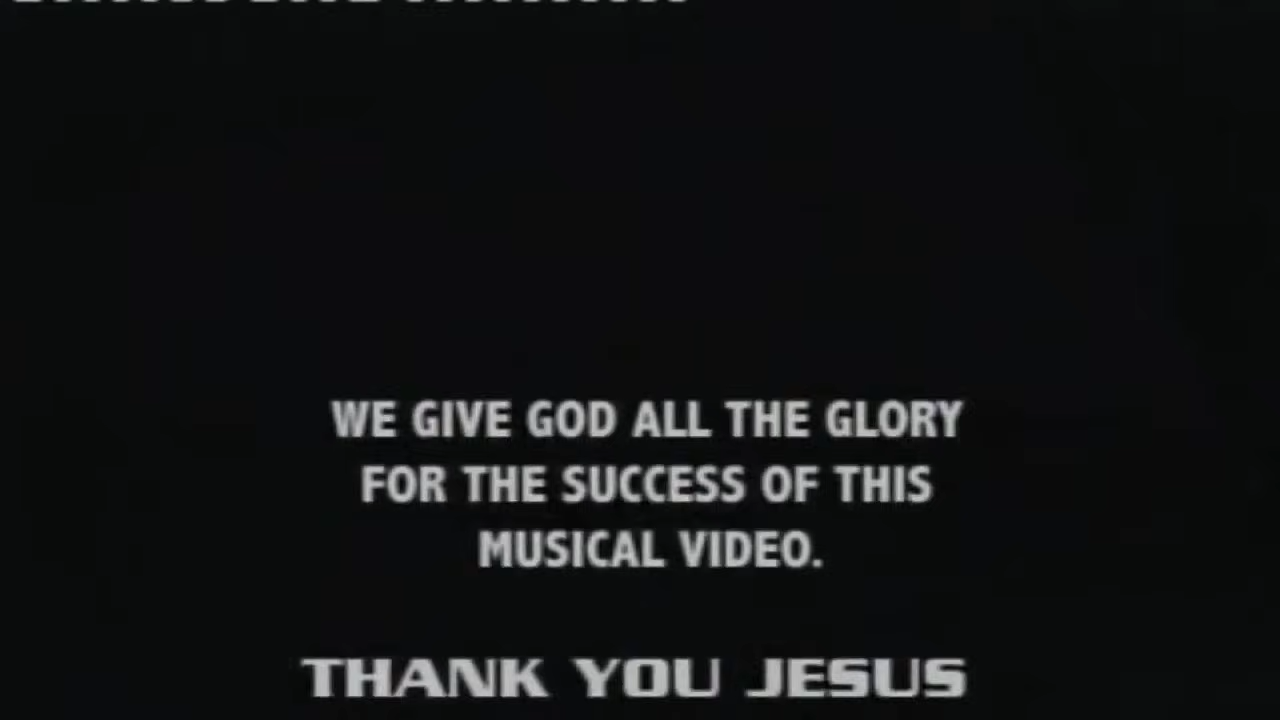 WE GIVE GOD ALL THE GLORY
FOR THE SUCCESS OF THIS
MUSICAL VIDEO.
THANK YOU JESUS